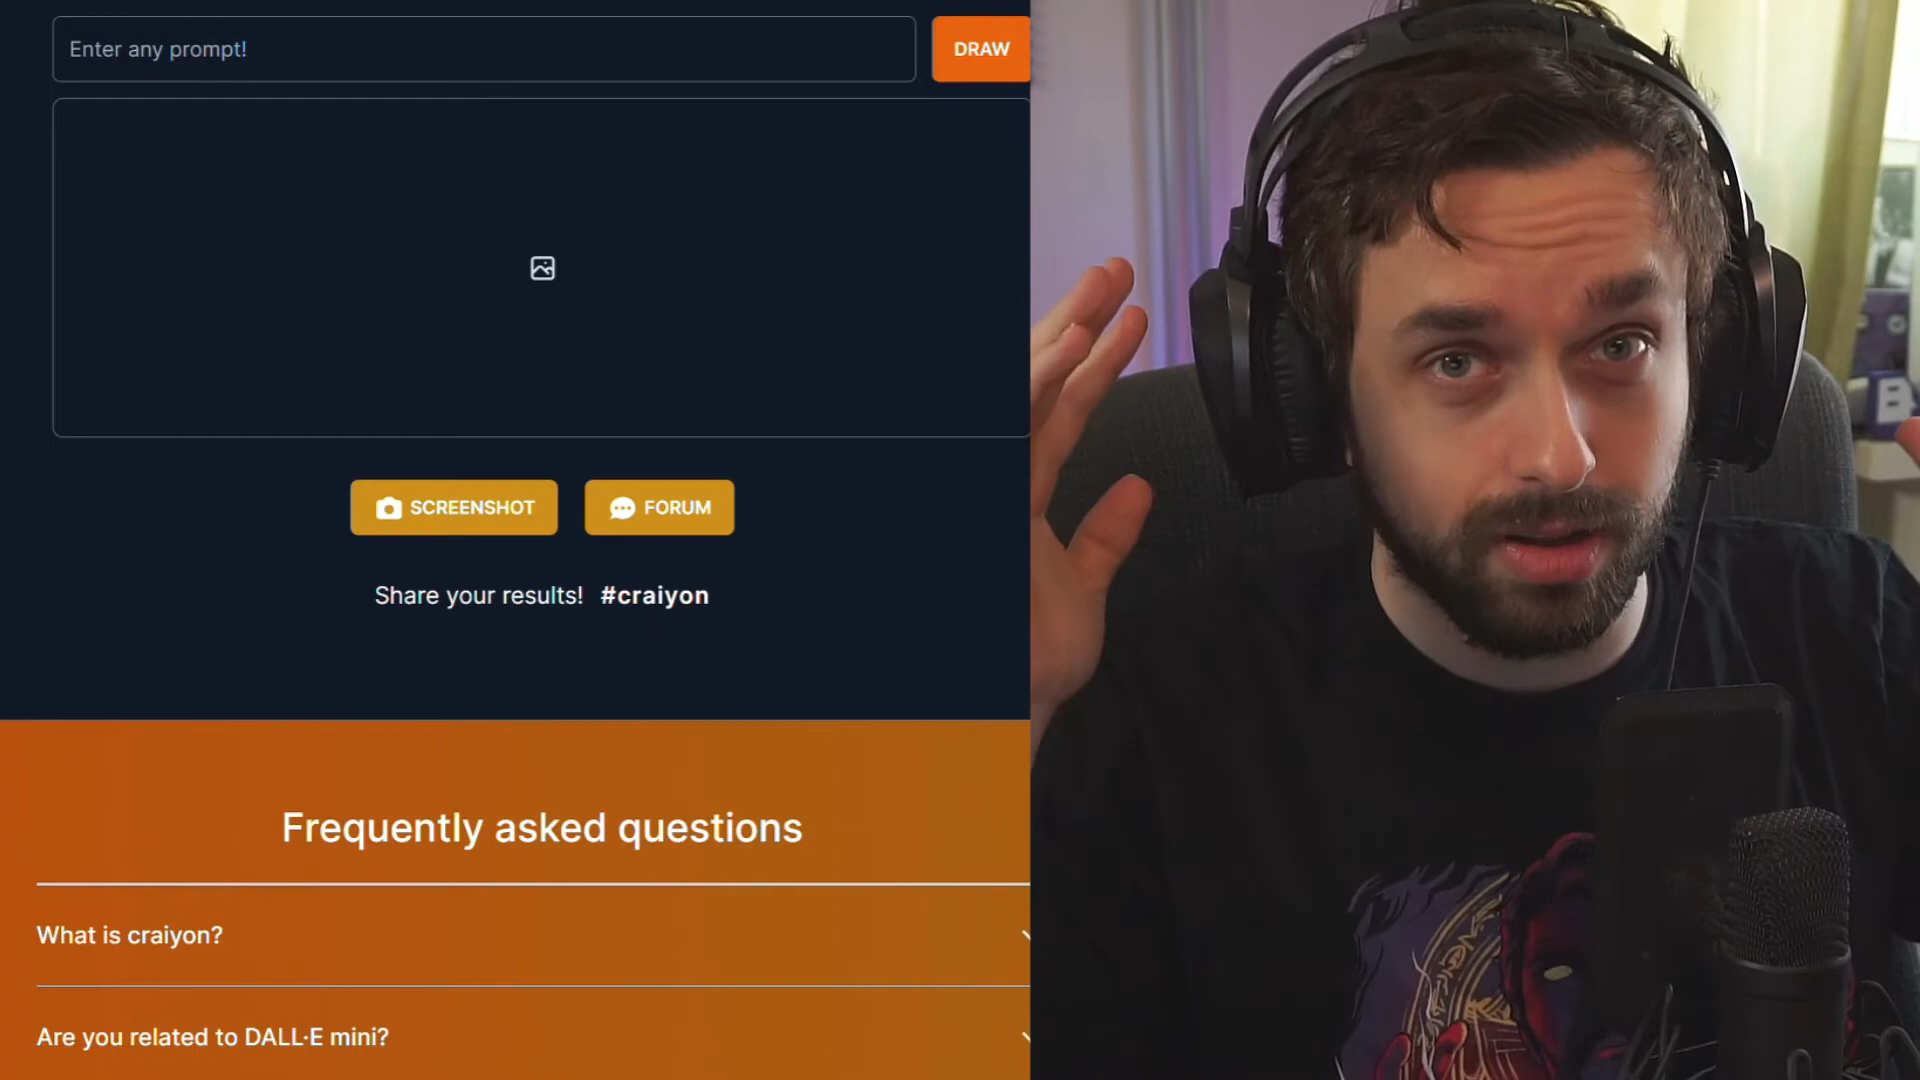 Enter any prompt!
DRAW
SCREENSHOT
FORUM
Share your results! #craiyon
Frequently asked questions
What is craiyon?
Are you related to DALL·E mini?
B